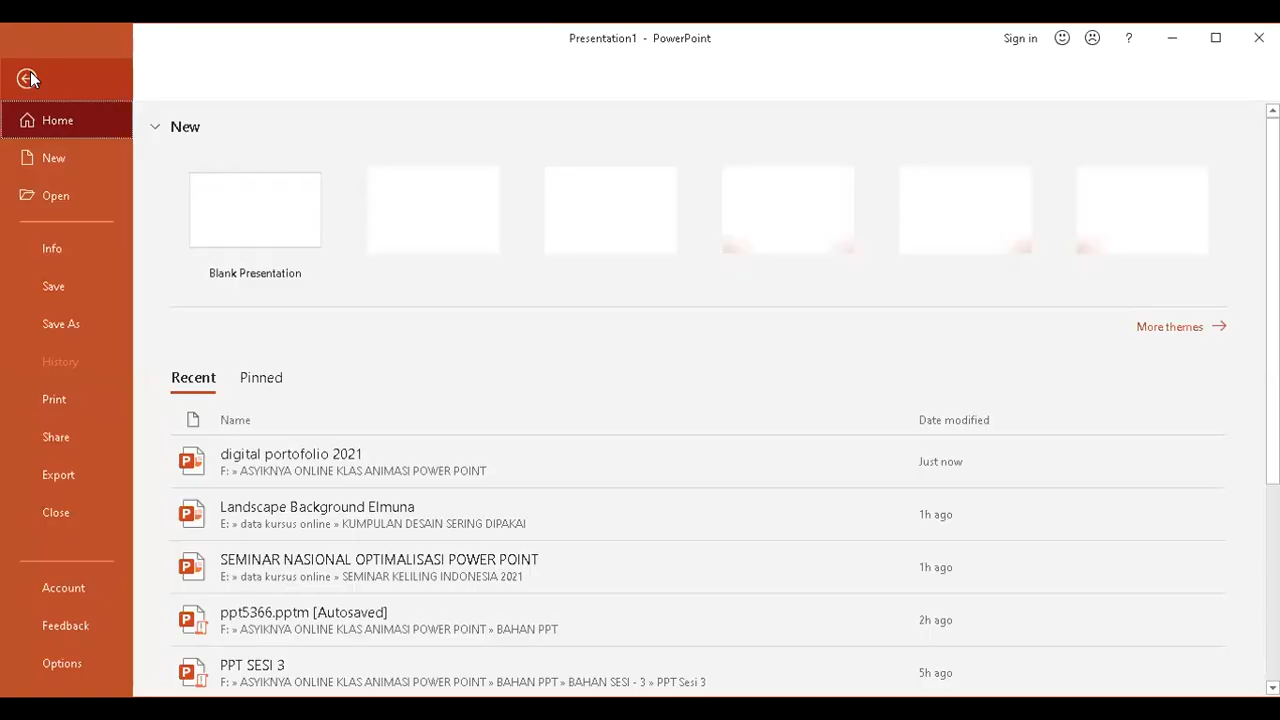 Presentation1 - PowerPoint
Sign in
?
Home
New
Open
Info
Save
Save As
History
Print
Share
Export
Close
Account
Feedback
Options
New
Blank Presentation
More themes
Recent Pinned
Name Date modified
digital portofolio 2021
F: » ASYIKNYA ONLINE KLAS ANIMASI POWER POINT
Just now
Landscape Background Elmuna
E: » data kursus online » KUMPULAN DESAIN SERING DIPAKAI
1h ago
SEMINAR NASIONAL OPTIMALISASI POWER POINT
E: » data kursus online » SEMINAR KELILING INDONESIA 2021
1h ago
ppt5366.pptm [Autosaved]
F: » ASYIKNYA ONLINE KLAS ANIMASI POWER POINT » BAHAN PPT
2h ago
PPT SESI 3
F: » ASYIKNYA ONLINE KLAS ANIMASI POWER POINT » BAHAN PPT » BAHAN SESI - 3 » PPT Sesi 3
5h ago